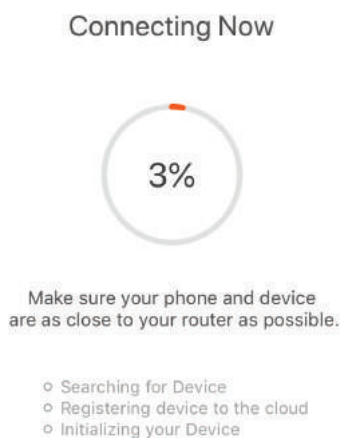 Connecting Now
3%
Make sure your phone and device
are as close to your router as possible.
Searching for Device
Registering device to the cloud
Initializing your Device